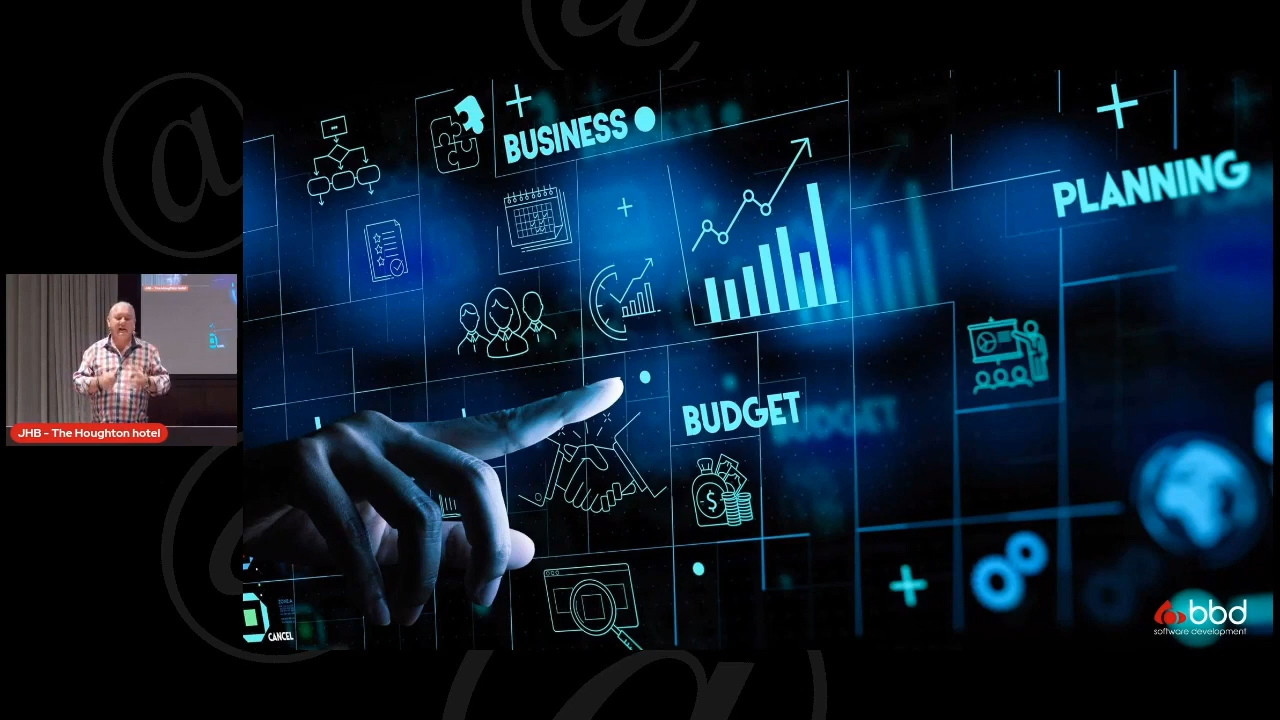 BUSINESS
PLANNING
BUDGET
JHB - The Houghton hotel
CANCEL
bbd
software development